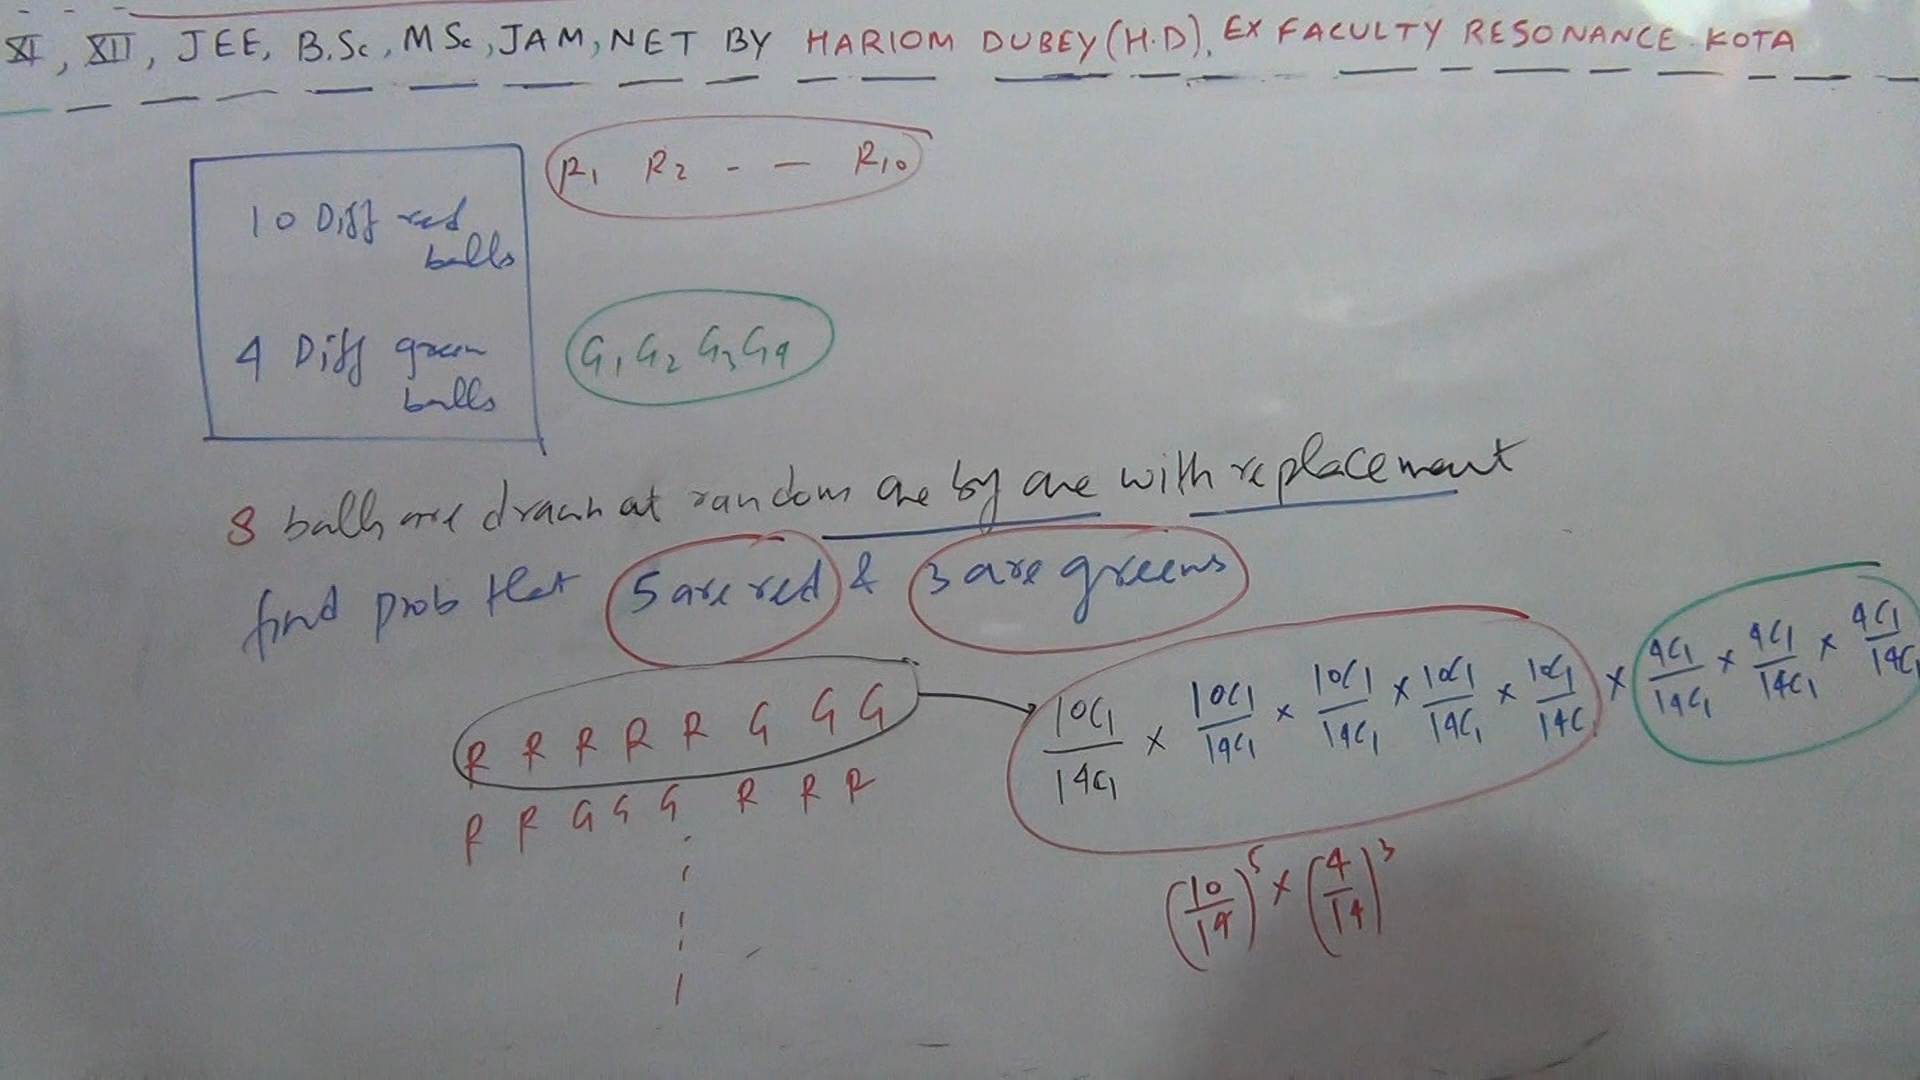 XI, XII, JEE, B.Sc, MSc, JAM, NET BY HARIOM DUBEY (H.D), EX FACULTY RESONANCE KOTA
R₁ R₂ - — R₁₀
10 Diff red
balls
4 Diff green
balls
G₁ G₂ G₃ G₄
8 balls are drawn at random one by one with replacement
find prob that 5 are red & 3 are greens
R R R R R G G G
10C₁/14C₁ × 10C₁/14C₁ × 10C₁/14C₁ × 10C₁/14C₁ × 10C₁/14C × 4C₁/14C₁ × 4C₁/14C₁ × 4C₁/14C₁
R R G G G R R R
(10/14)⁵ × (4/14)³